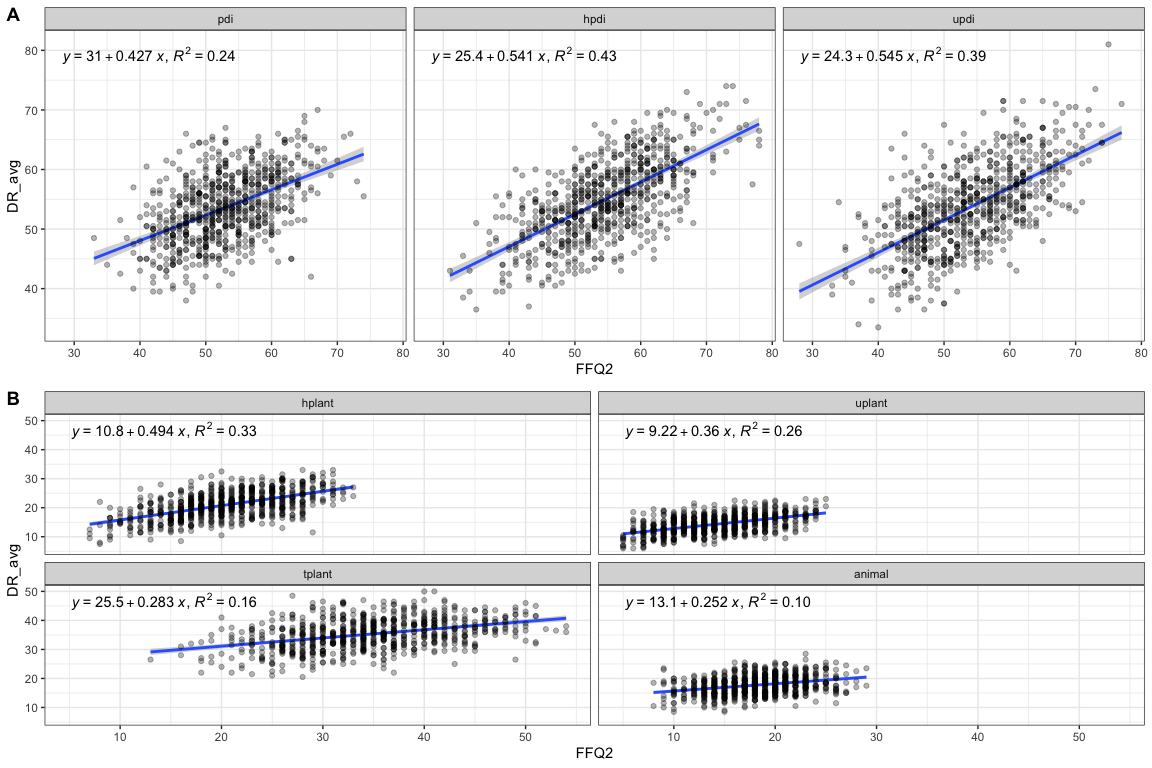 A
pdi hpdi updi
y = 31 + 0.427 x, R² = 0.24 y = 25.4 + 0.541 x, R² = 0.43 y = 24.3 + 0.545 x, R² = 0.39
80
70
60
50
40
DR_avg
30 40 50 60 70 80 30 40 50 60 70 80 30 40 50 60 70 80
FFQ2
B
hplant uplant
y = 10.8 + 0.494 x, R² = 0.33 y = 9.22 + 0.36 x, R² = 0.26
50
40
30
20
10
DR_avg
tplant animal
y = 25.5 + 0.283 x, R² = 0.16 y = 13.1 + 0.252 x, R² = 0.10
50
40
30
20
10
10 20 30 40 50 10 20 30 40 50
FFQ2